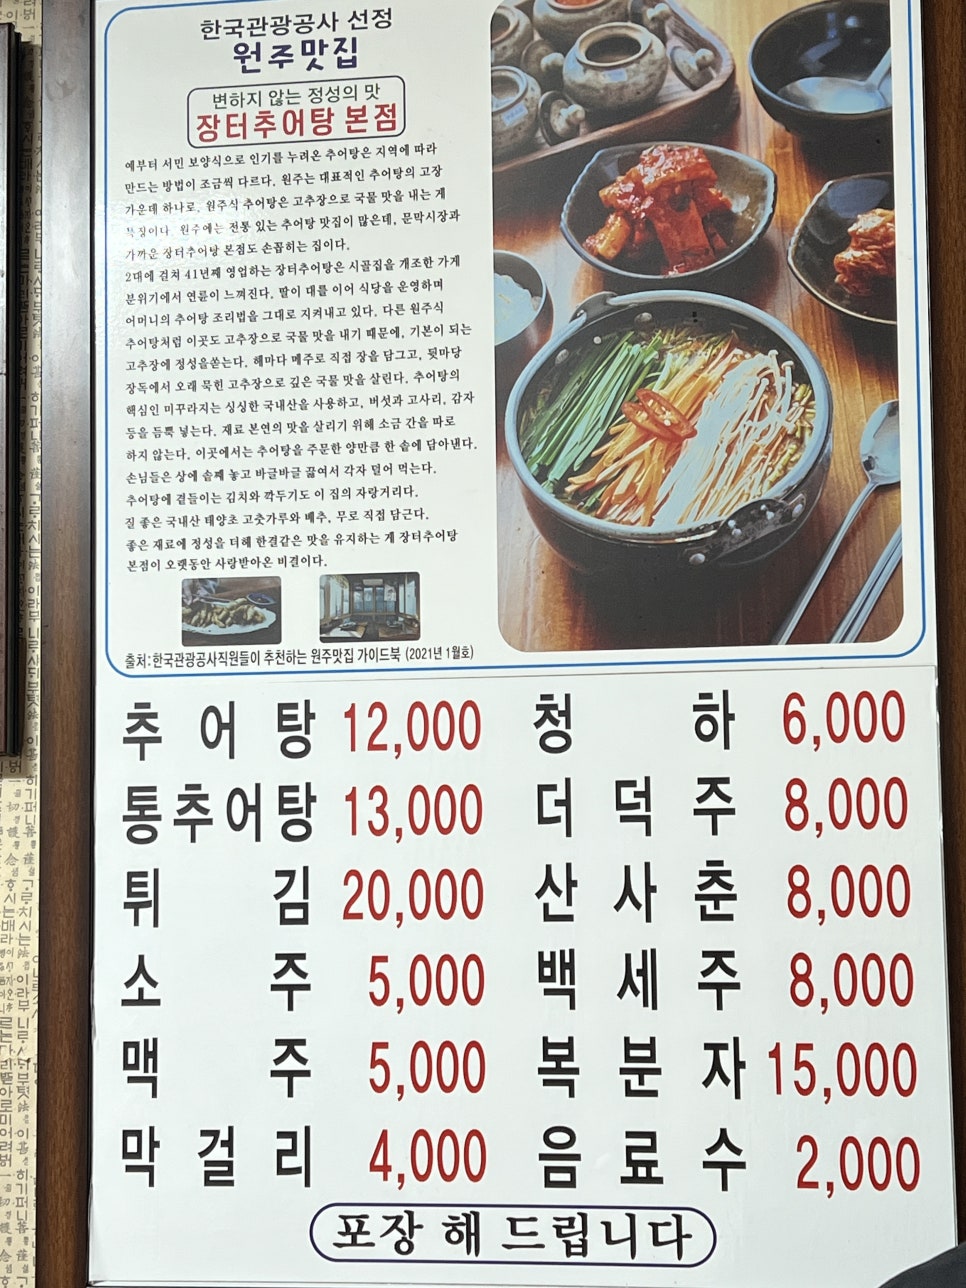 한국관광공사 선정
원주맛집
변하지 않는 정성의 맛
장터추어탕 본점
예부터 서민 보양식으로 인기를 누려온 추어탕은 지역에 따라
만드는 방법이 조금씩 다르다. 원주는 대표적인 추어탕의 고장
가운데 하나로, 원주식 추어탕은 고추장으로 국물 맛을 내는 게
특징이다. 원주에는 전통 있는 추어탕 맛집이 많은데, 문막시장과
가까운 장터추어탕 본점도 손꼽히는 집이다.
2대에 걸쳐 41년째 영업하는 장터추어탕은 시골집을 개조한 가게
분위기에서 연륜이 느껴진다. 딸이 대를 이어 식당을 운영하며
어머니의 추어탕 조리법을 그대로 지켜내고 있다. 다른 원주식
추어탕처럼 이곳도 고추장으로 국물 맛을 내기 때문에, 기본이 되는
고추장에 정성을쏟는다. 해마다 메주로 직접 장을 담그고, 뒷마당
장독에서 오래 묵힌 고추장으로 깊은 국물 맛을 살린다. 추어탕의
핵심인 미꾸라지는 싱싱한 국내산을 사용하고, 버섯과 고사리, 감자
등을 듬뿍 넣는다. 재료 본연의 맛을 살리기 위해 소금 간을 따로
하지 않는다. 이곳에서는 추어탕을 주문한 양만큼 한 솥에 담아낸다.
손님들은 상에 솥째 놓고 바글바글 끓여서 각자 덜어 먹는다.
추어탕에 곁들이는 김치와 깍두기도 이 집의 자랑거리다.
질 좋은 국내산 태양초 고춧가루와 배추, 무로 직접 담근다.
좋은 재료에 정성을 더해 한결같은 맛을 유지하는 게 장터추어탕
본점이 오랫동안 사랑받아온 비결이다.
출처:한국관광공사직원들이 추천하는 원주맛집 가이드북 (2021년 1월호)
추어탕 12,000
통추어탕 13,000
튀김 20,000
소주 5,000
맥주 5,000
막걸리 4,000
청하 6,000
더덕주 8,000
산사춘 8,000
백세주 8,000
복분자 15,000
음료수 2,000
포장 해 드립니다